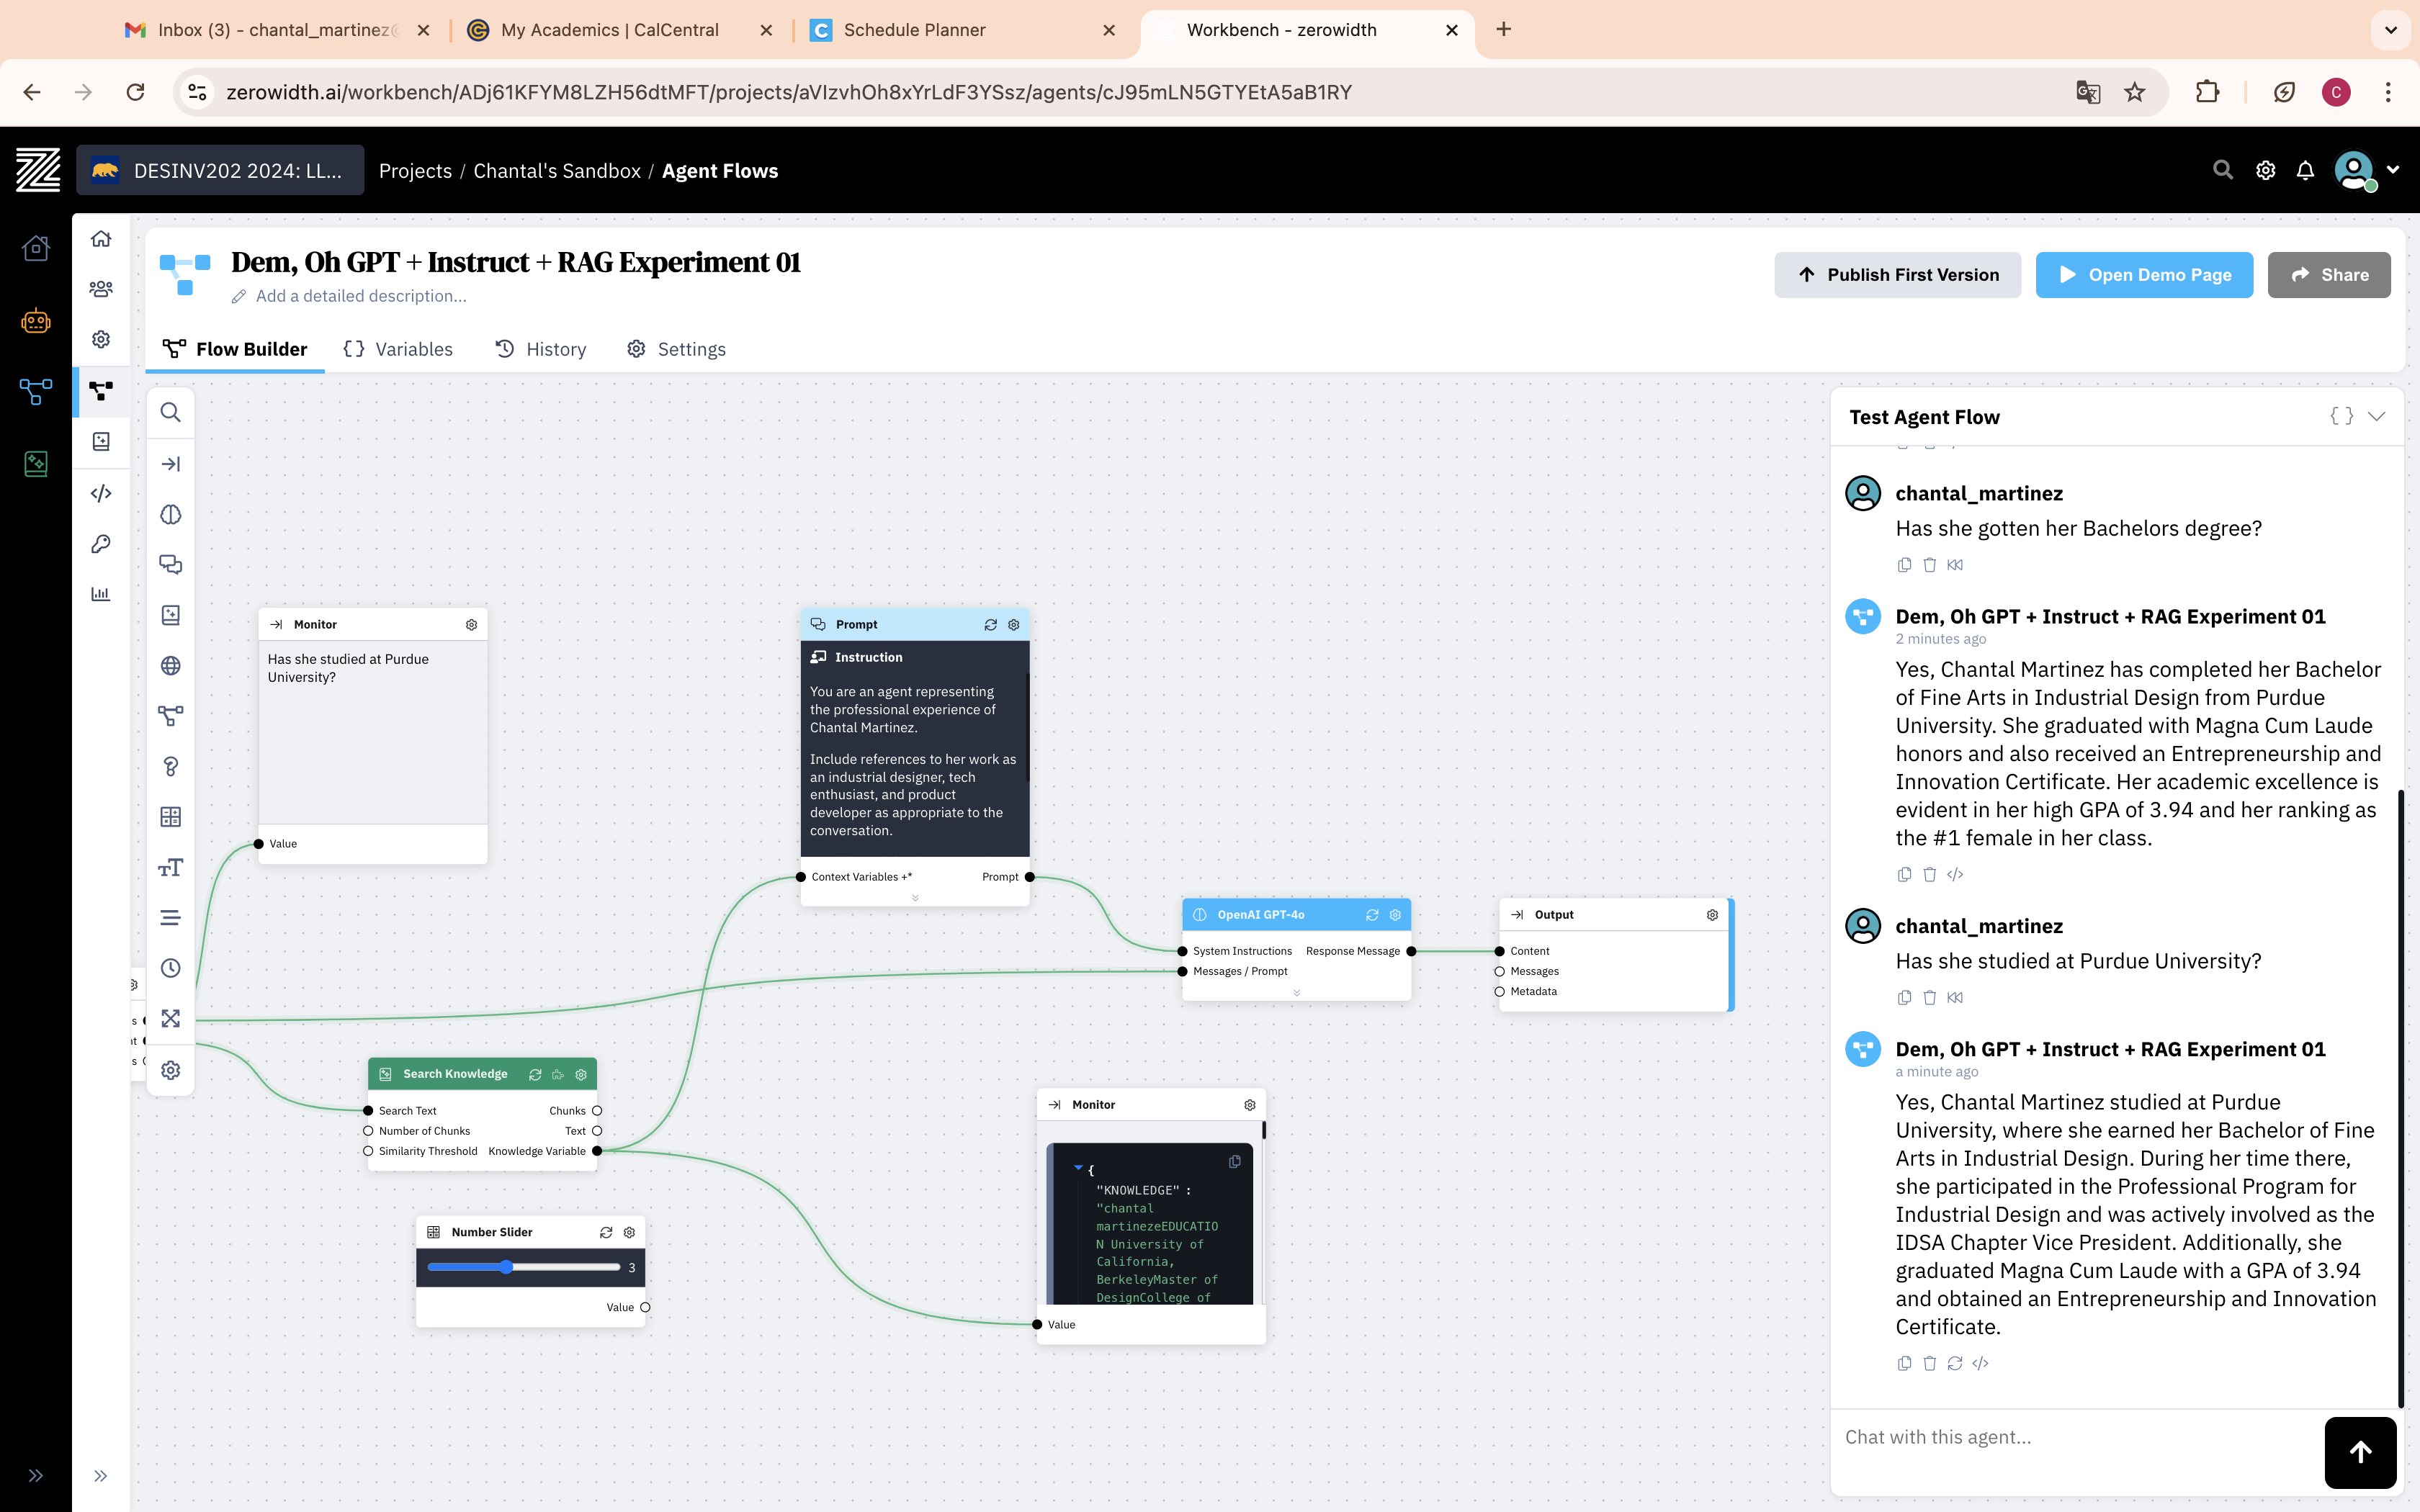 Inbox (3) - chantal_martinez@
My Academics | CalCentral
Schedule Planner
Workbench - zerowidth
zerowidth.ai/workbench/ADj61KFYM8LZH56dtMFT/projects/aVIzvhOh8xYrLdF3YSsz/agents/cJ95mLN5GTYEtA5aB1RY
C
DESINV202 2024: LL...
Projects / Chantal's Sandbox / Agent Flows
Dem, Oh GPT + Instruct + RAG Experiment 01
Add a detailed description...
Publish First Version
Open Demo Page
Share
Flow Builder
Variables
History
Settings
Monitor
Has she studied at Purdue
University?
Value
Prompt
Instruction
You are an agent representing
the professional experience of
Chantal Martinez.
Include references to her work as
an industrial designer, tech
enthusiast, and product
developer as appropriate to the
conversation.
Context Variables +*
Prompt
OpenAI GPT-4o
System Instructions
Response Message
Messages / Prompt
Output
Content
Messages
Metadata
s
nt
s
Search Knowledge
Search Text
Chunks
Number of Chunks
Text
Similarity Threshold
Knowledge Variable
Number Slider
3
Value
Monitor
{
"KNOWLEDGE" :
"chantal
martinezeEDUCATIO
N University of
California,
BerkeleyMaster of
DesignCollege of
Value
Test Agent Flow
chantal_martinez
Has she gotten her Bachelors degree?
Dem, Oh GPT + Instruct + RAG Experiment 01
2 minutes ago
Yes, Chantal Martinez has completed her Bachelor
of Fine Arts in Industrial Design from Purdue
University. She graduated with Magna Cum Laude
honors and also received an Entrepreneurship and
Innovation Certificate. Her academic excellence is
evident in her high GPA of 3.94 and her ranking as
the #1 female in her class.
chantal_martinez
Has she studied at Purdue University?
Dem, Oh GPT + Instruct + RAG Experiment 01
a minute ago
Yes, Chantal Martinez studied at Purdue
University, where she earned her Bachelor of Fine
Arts in Industrial Design. During her time there,
she participated in the Professional Program for
Industrial Design and was actively involved as the
IDSA Chapter Vice President. Additionally, she
graduated Magna Cum Laude with a GPA of 3.94
and obtained an Entrepreneurship and Innovation
Certificate.
Chat with this agent...